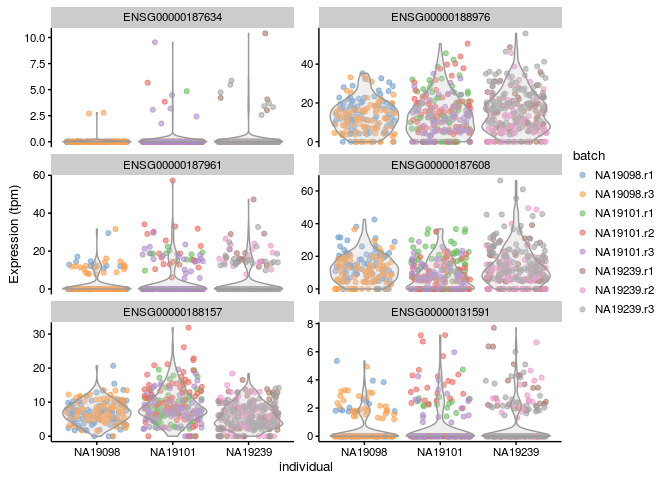 ENSG00000187634
ENSG00000188976
10.0
7.5
5.0
2.5
0.0
40
20
0
ENSG00000187961
ENSG00000187608
60
40
20
0
60
40
20
0
ENSG00000188157
ENSG00000131591
30
20
10
0
8
6
4
2
0
NA19098
NA19101
NA19239
NA19098
NA19101
NA19239
individual
Expression (tpm)
batch
NA19098.r1
NA19098.r3
NA19101.r1
NA19101.r2
NA19101.r3
NA19239.r1
NA19239.r2
NA19239.r3